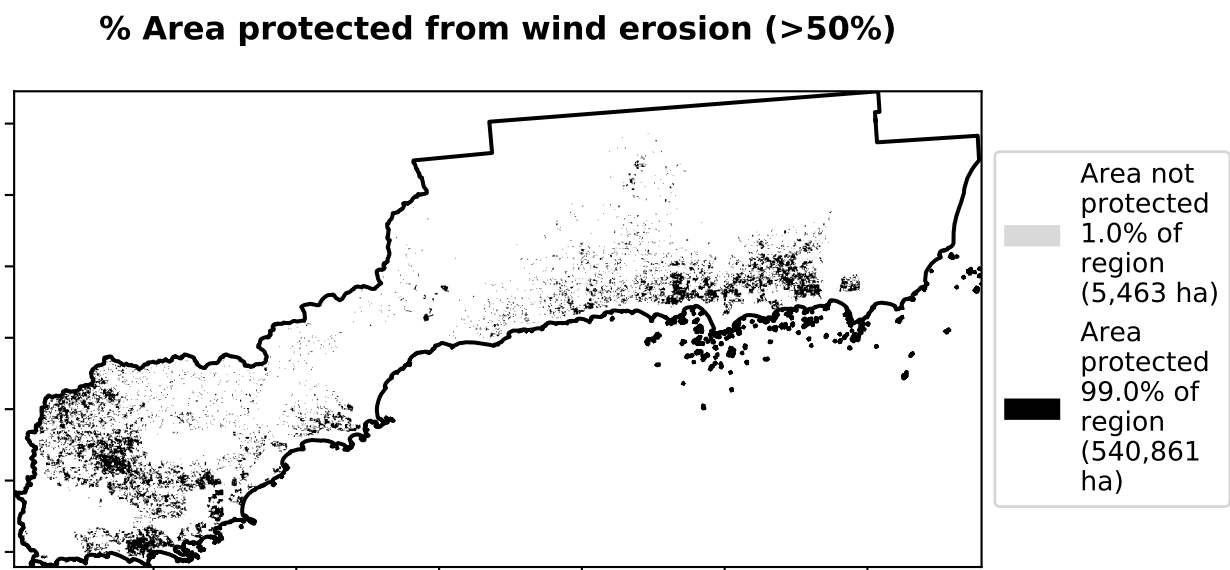 % Area protected from wind erosion (>50%)
Area not
protected
1.0% of
region
(5,463 ha)
Area
protected
99.0% of
region
(540,861
ha)